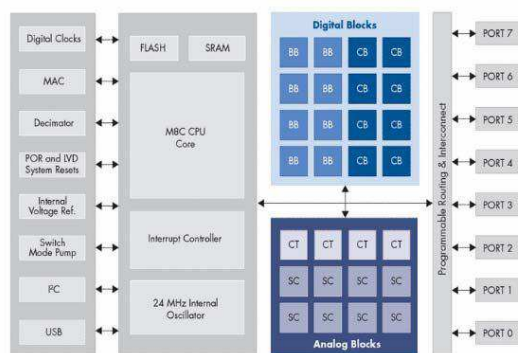 Digital Clocks
MAC
Decimator
POR and LVD
System Resets
Internal
Voltage Ref.
Switch
Mode Pump
I²C
USB
FLASH
SRAM
M8C CPU
Core
Interrupt Controller
24 MHz Internal
Oscillator
Digital Blocks
BB BB CB CB
BB BB CB CB
BB BB CB CB
BB BB CB CB
CT CT CT CT
SC SC SC SC
SC SC SC SC
Analog Blocks
Programmable Routing & Interconnect
PORT 7
PORT 6
PORT 5
PORT 4
PORT 3
PORT 2
PORT 1
PORT 0